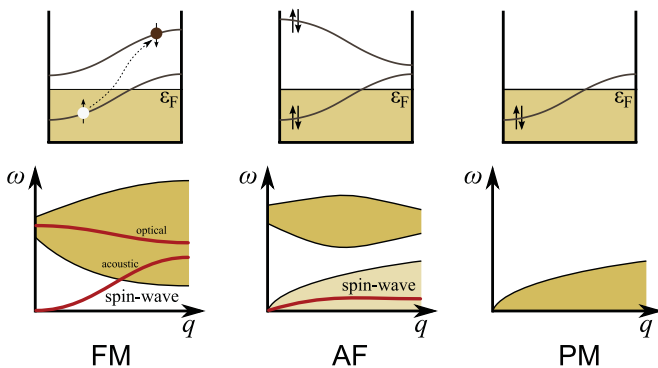 εF
εF
εF
ω
optical
acoustic
spin-wave
q
ω
spin-wave
q
ω
q
FM
AF
PM